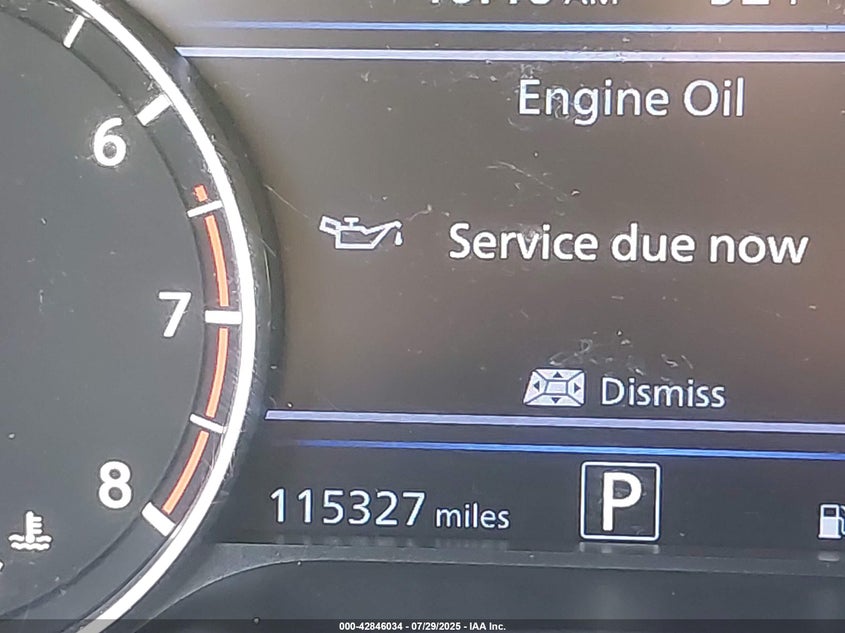 Engine Oil
6
Service due now
7
Dismiss
8
115327 miles
P
000-42846034 - 07/29/2025 - IAA Inc.